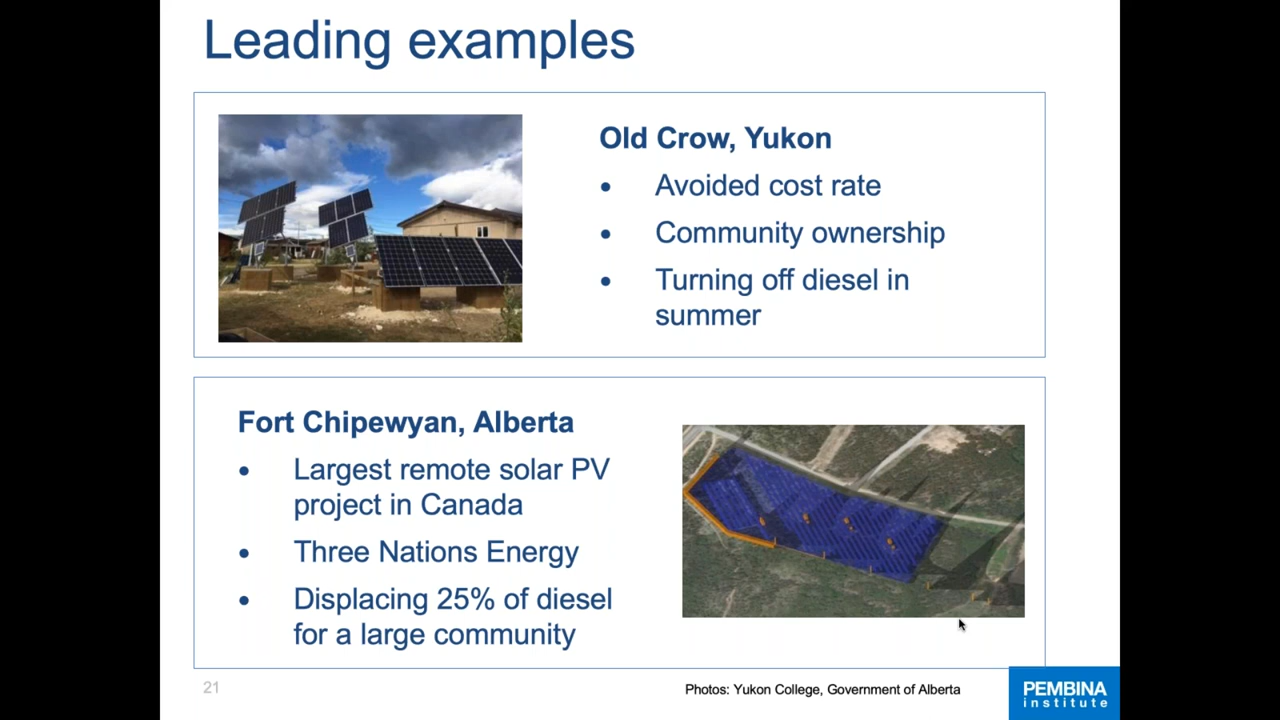 Leading examples
Old Crow, Yukon
• Avoided cost rate
• Community ownership
• Turning off diesel in
summer
Fort Chipewyan, Alberta
• Largest remote solar PV
project in Canada
• Three Nations Energy
• Displacing 25% of diesel
for a large community
21
Photos: Yukon College, Government of Alberta
PEMBINA
institute